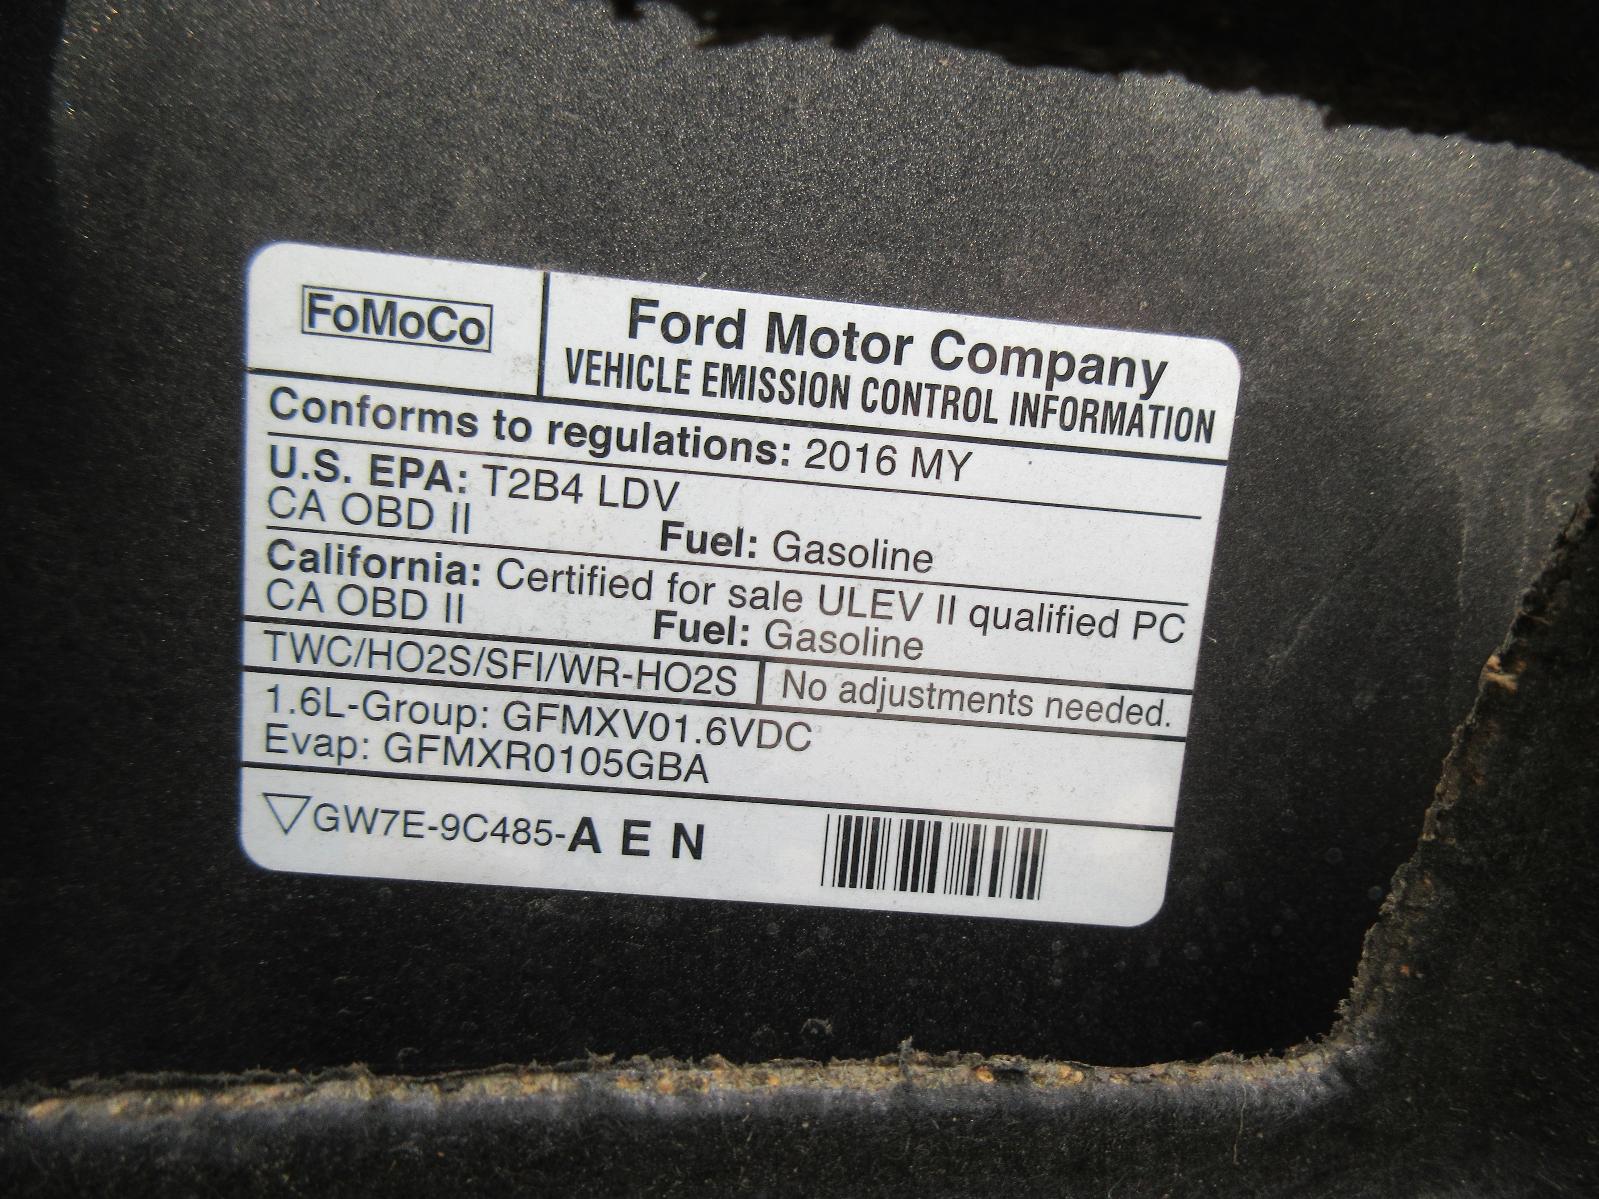 FoMoCo
Ford Motor Company
VEHICLE EMISSION CONTROL INFORMATION
Conforms to regulations: 2016 MY
U.S. EPA: T2B4 LDV
CA OBD II Fuel: Gasoline
California: Certified for sale ULEV II qualified PC
CA OBD II Fuel: Gasoline
TWC/HO2S/SFI/WR-HO2S No adjustments needed.
1.6L-Group: GFMXV01.6VDC
Evap: GFMXR0105GBA
GW7E-9C485-A E N